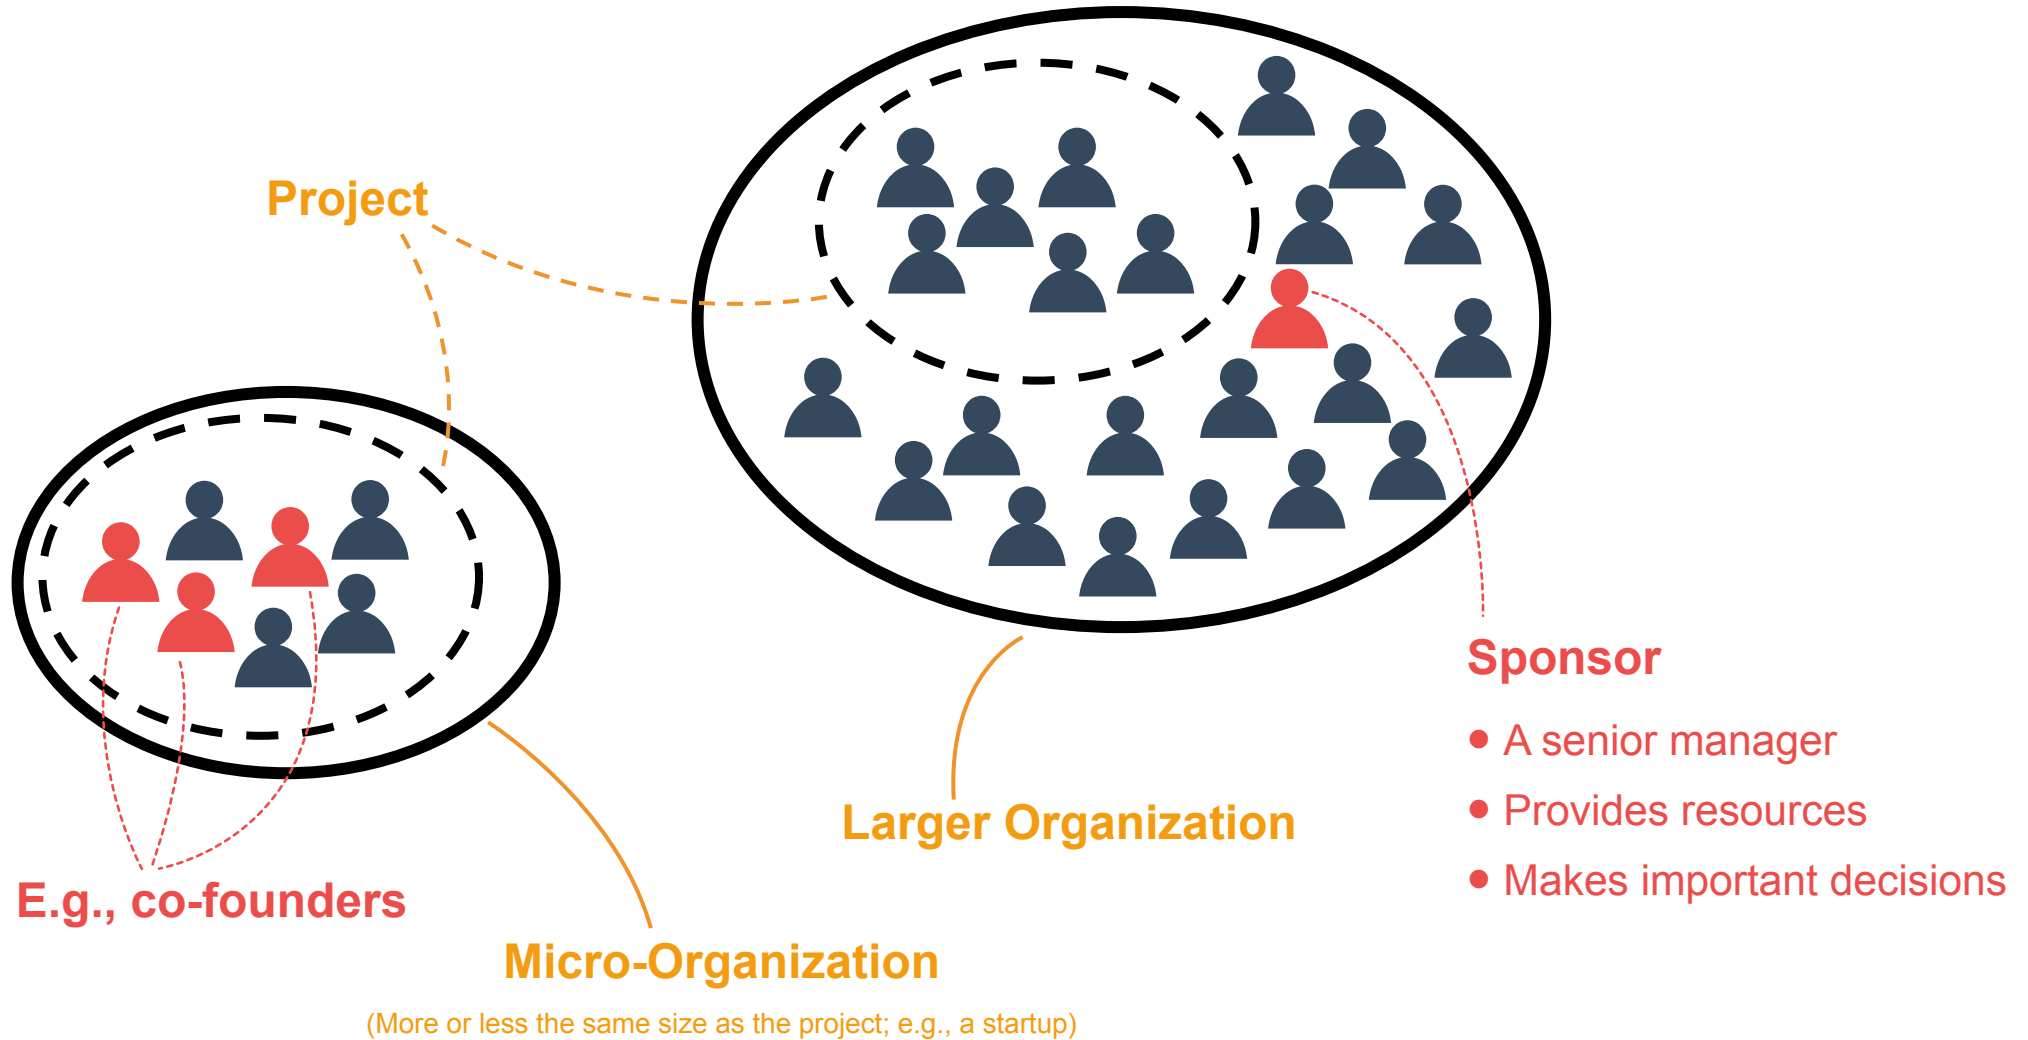 Project
Sponsor
• A senior manager
• Provides resources
• Makes important decisions
Larger Organization
E.g., co-founders
Micro-Organization
(More or less the same size as the project; e.g., a startup)